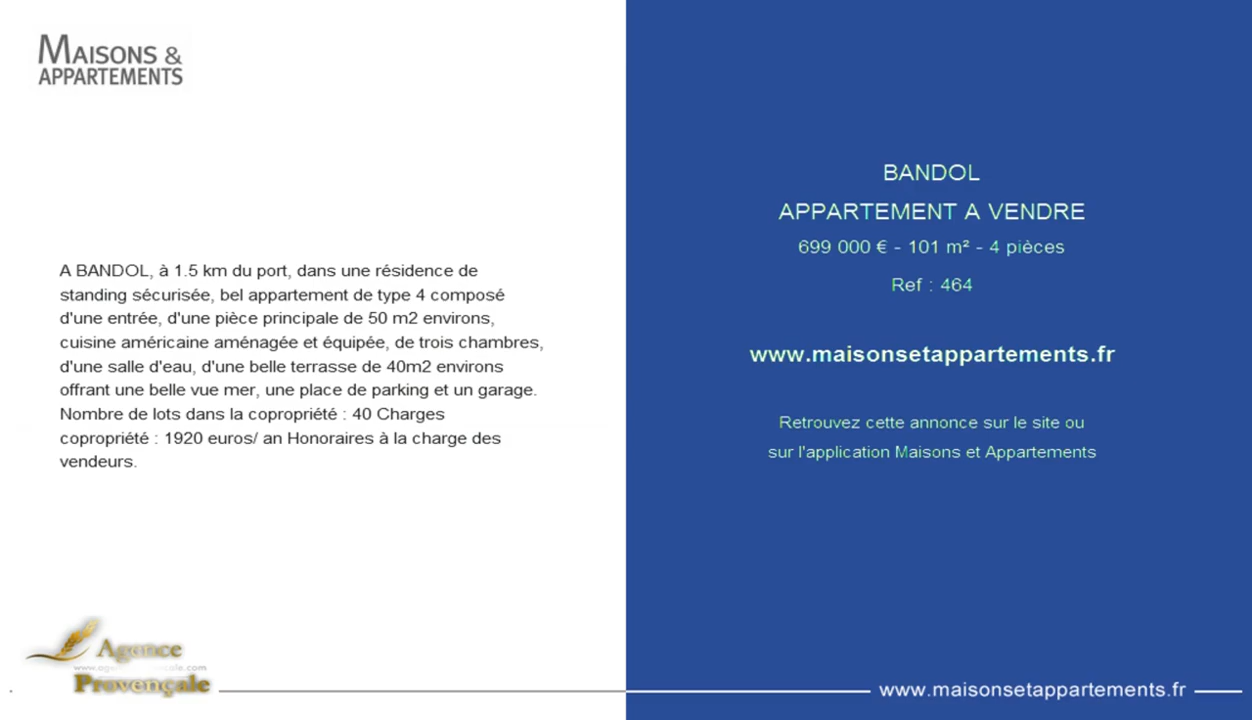 MAISONS &
APPARTEMENTS
A BANDOL, à 1.5 km du port, dans une résidence de
standing sécurisée, bel appartement de type 4 composé
d'une entrée, d'une pièce principale de 50 m2 environs,
cuisine américaine aménagée et équipée, de trois chambres,
d'une salle d'eau, d'une belle terrasse de 40m2 environs
offrant une belle vue mer, une place de parking et un garage.
Nombre de lots dans la copropriété : 40 Charges
copropriété : 1920 euros/ an Honoraires à la charge des
vendeurs.
Agence
Provençale
BANDOL
APPARTEMENT A VENDRE
699 000 € - 101 m² - 4 pièces
Ref : 464
www.maisonsetappartements.fr
Retrouvez cette annonce sur le site ou
sur l'application Maisons et Appartements
www.maisonsetappartements.fr